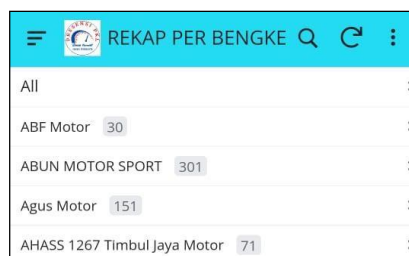 REKAP PER BENGKE
All
ABF Motor 30
ABUN MOTOR SPORT 301
Agus Motor 151
AHASS 1267 Timbul Jaya Motor 71